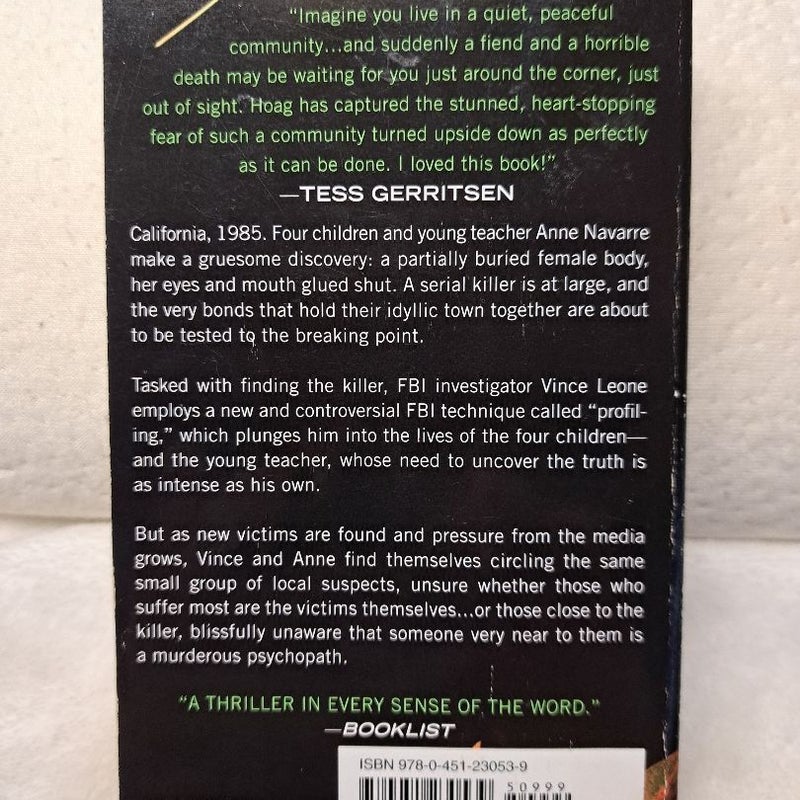 “Imagine you live in a quiet, peaceful
community...and suddenly a fiend and a horrible
death may be waiting for you just around the corner, just
out of sight. Hoag has captured the stunned, heart-stopping
fear of such a community turned upside down as perfectly
as it can be done. I loved this book!”
—TESS GERRITSEN
California, 1985. Four children and young teacher Anne Navarre
make a gruesome discovery: a partially buried female body,
her eyes and mouth glued shut. A serial killer is at large, and
the very bonds that hold their idyllic town together are about
to be tested to the breaking point.
Tasked with finding the killer, FBI investigator Vince Leone
employs a new and controversial FBI technique called “profil-
ing,” which plunges him into the lives of the four children—
and the young teacher, whose need to uncover the truth is
as intense as his own.
But as new victims are found and pressure from the media
grows, Vince and Anne find themselves circling the same
small group of local suspects, unsure whether those who
suffer most are the victims themselves...or those close to the
killer, blissfully unaware that someone very near to them is
a murderous psychopath.
“A THRILLER IN EVERY SENSE OF THE WORD.”
—BOOKLIST
ISBN 978-0-451-23053-9
50999